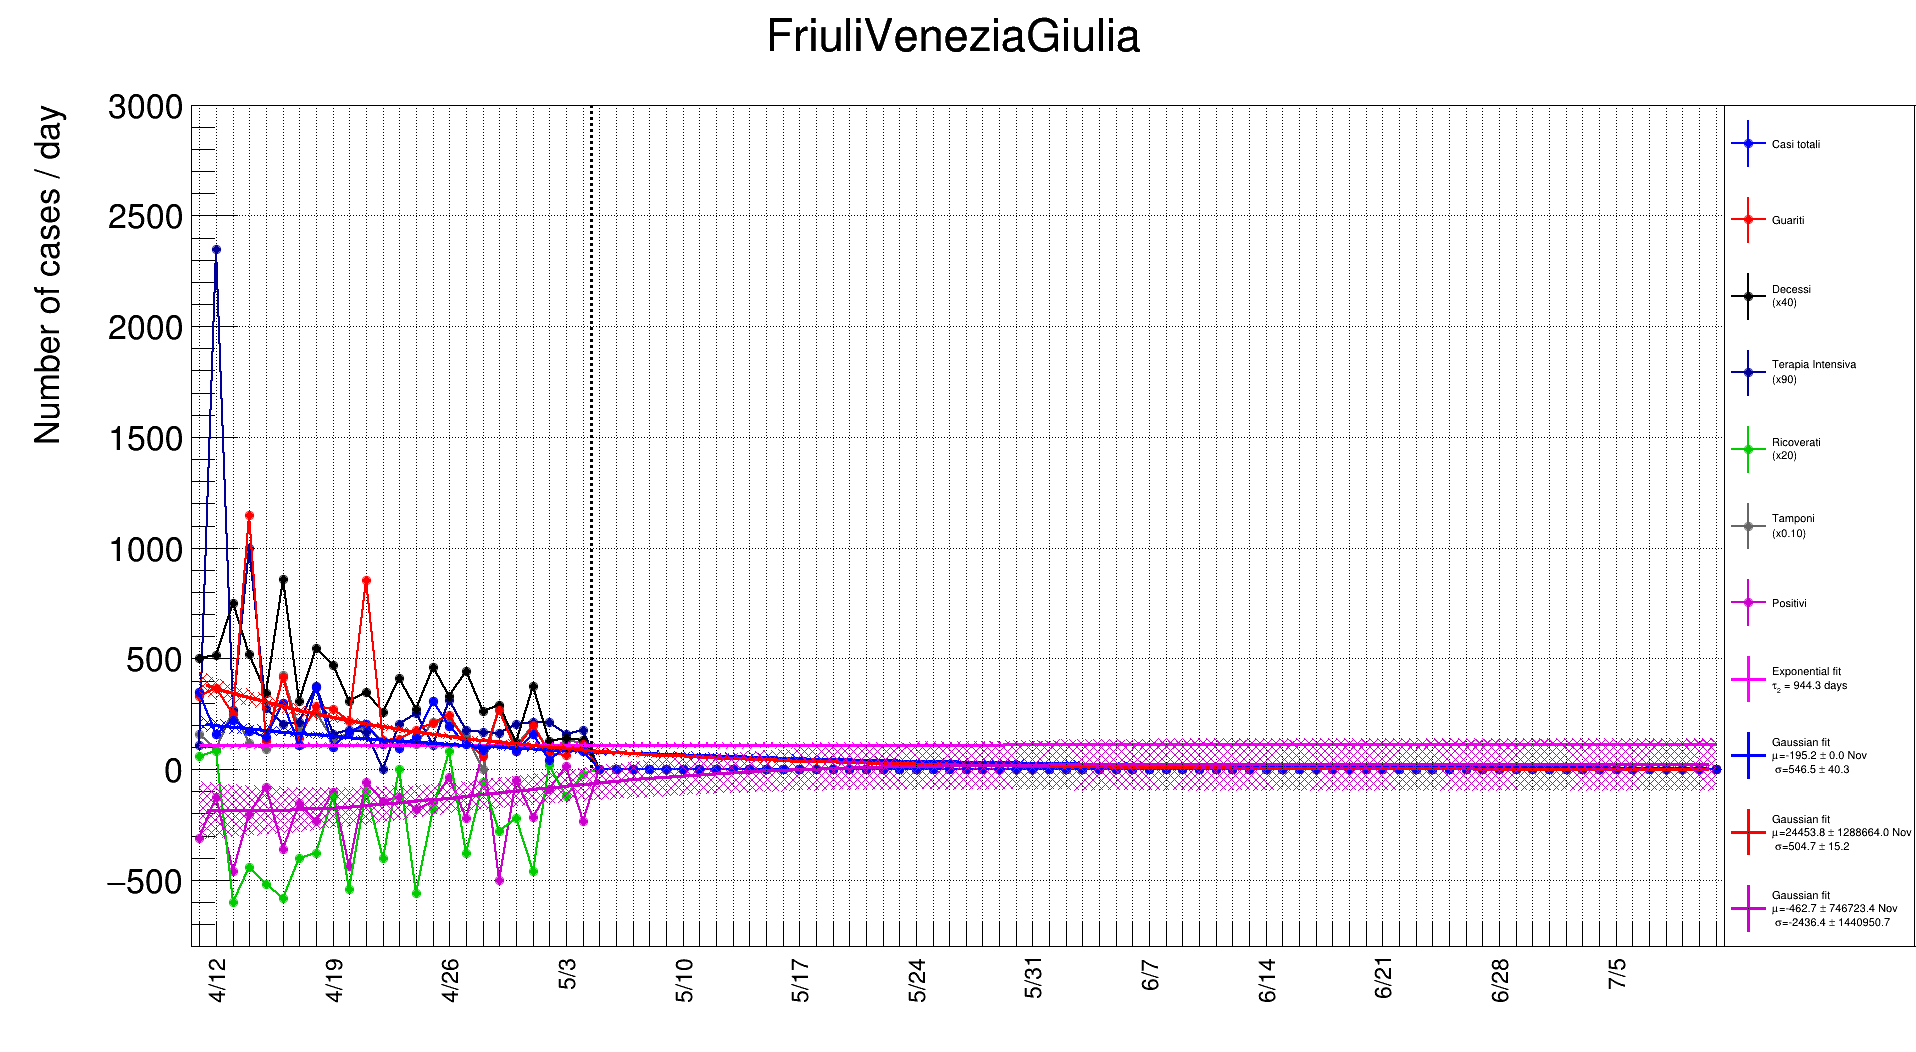 FriuliVeneziaGiulia
Number of cases / day
3000
2500
2000
1500
1000
500
0
−500
4/12
4/19
4/26
5/3
5/10
5/17
5/24
5/31
6/7
6/14
6/21
6/28
7/5
Casi totali
Guariti
Decessi
(x40)
Terapia Intensiva
(x90)
Ricoverati
(x20)
Tamponi
(x0.10)
Positivi
Exponential fit
τ₂ = 944.3 days
Gaussian fit
μ=-195.2 ± 0.0 Nov
σ=546.5 ± 40.3
Gaussian fit
μ=24453.8 ± 1288664.0 Nov
σ=504.7 ± 15.2
Gaussian fit
μ=-462.7 ± 746723.4 Nov
σ=-2436.4 ± 1440950.7